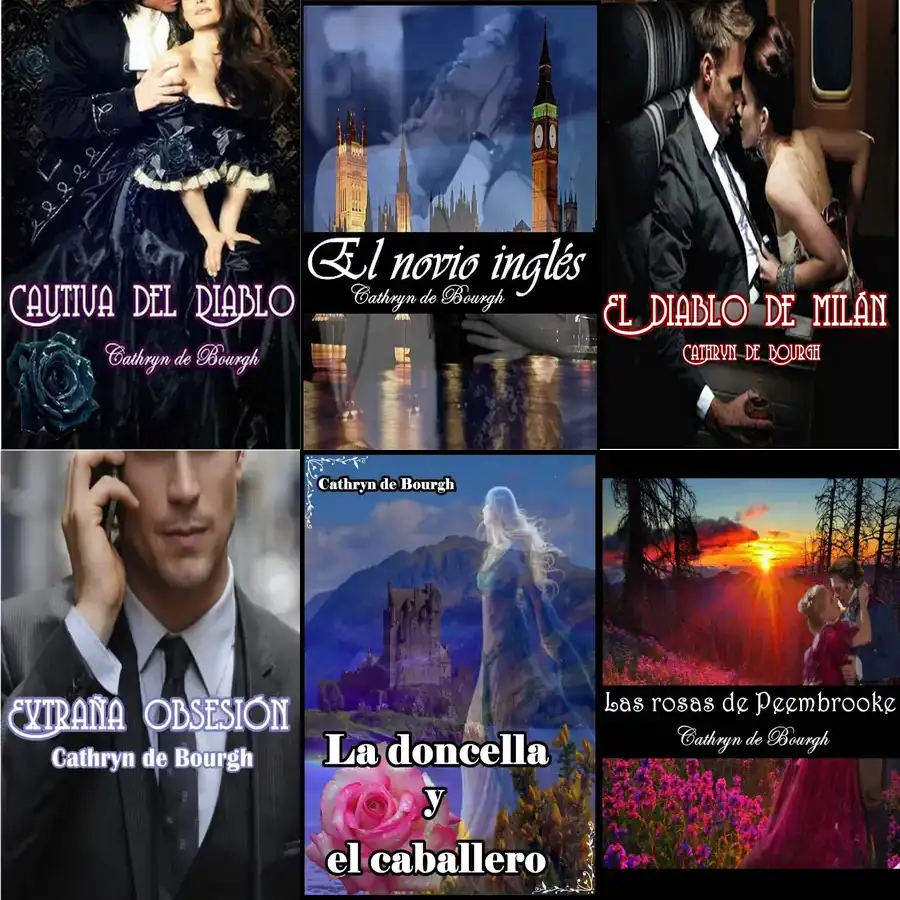 CAUTIVA DEL DIABLO
Cathryn de Bourgh
El novio inglés
Cathryn de Bourgh
EL DIABLO DE MILÁN
CATHRYN DE BOURGH
EXTRAÑA OBSESIÓN
Cathryn de Bourgh
Cathryn de Bourgh
La doncella
y
el caballero
Las rosas de Peembrooke
Cathryn de Bourgh